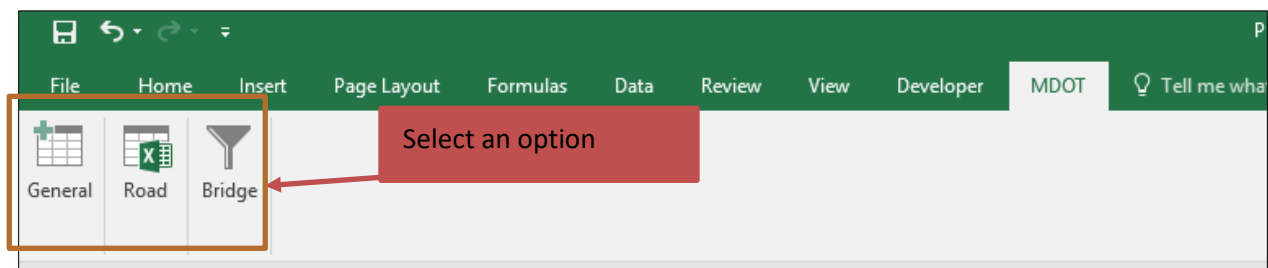 P
File Home Insert Page Layout Formulas Data Review View Developer MDOT Tell me wha
Select an option
General Road Bridge